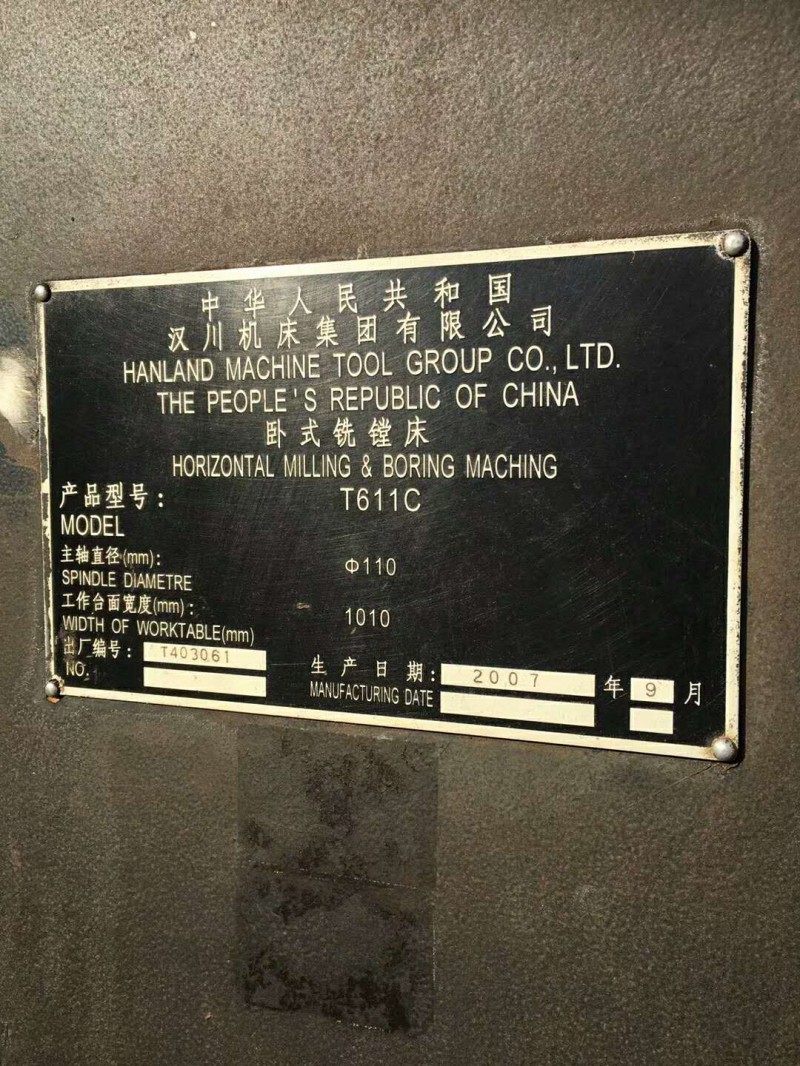 中华人民共和国
汉川机床集团有限公司
HANLAND MACHINE TOOL GROUP CO., LTD.
THE PEOPLE'S REPUBLIC OF CHINA
卧式铣镗床
HORIZONTAL MILLING & BORING MACHING
产品型号: T611C
MODEL
主轴直径(mm): Φ110
SPINDLE DIAMETRE
工作台面宽度(mm): 1010
WIDTH OF WORKTABLE(mm)
出厂编号: T403061 生产日期: 2007 年 9 月
NO. MANUFACTURING DATE